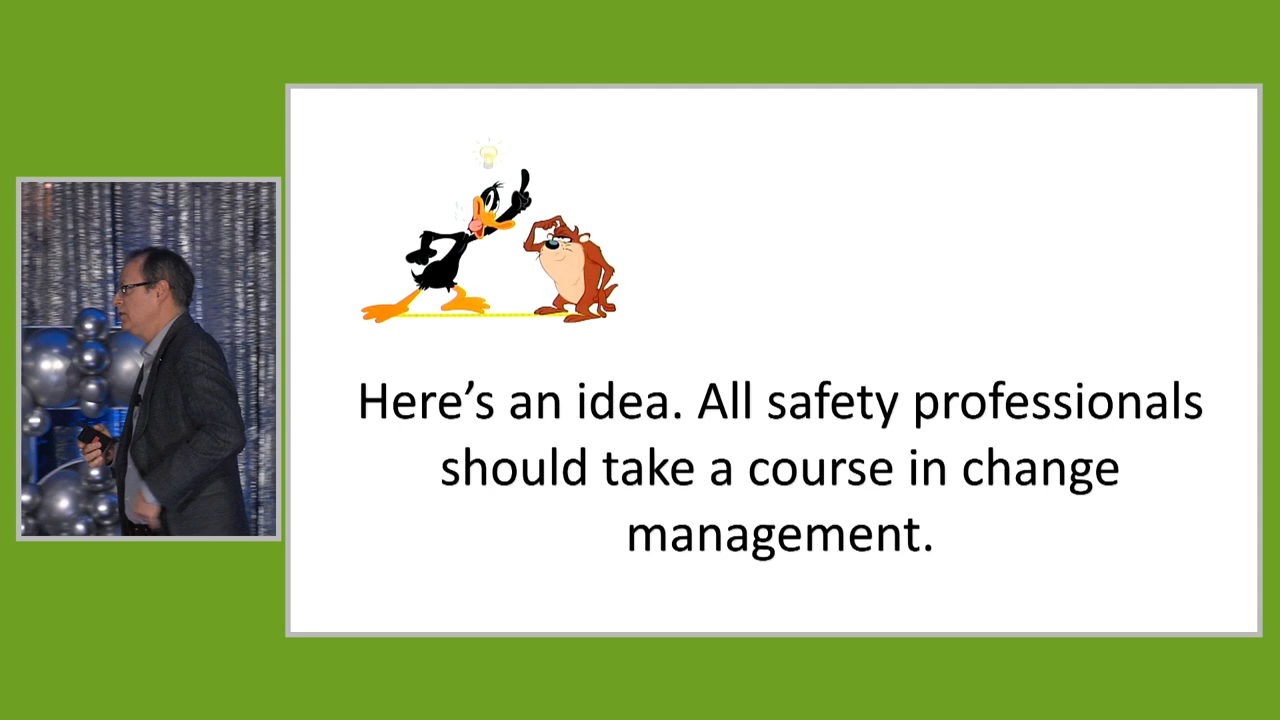 Here’s an idea. All safety professionals
should take a course in change
management.